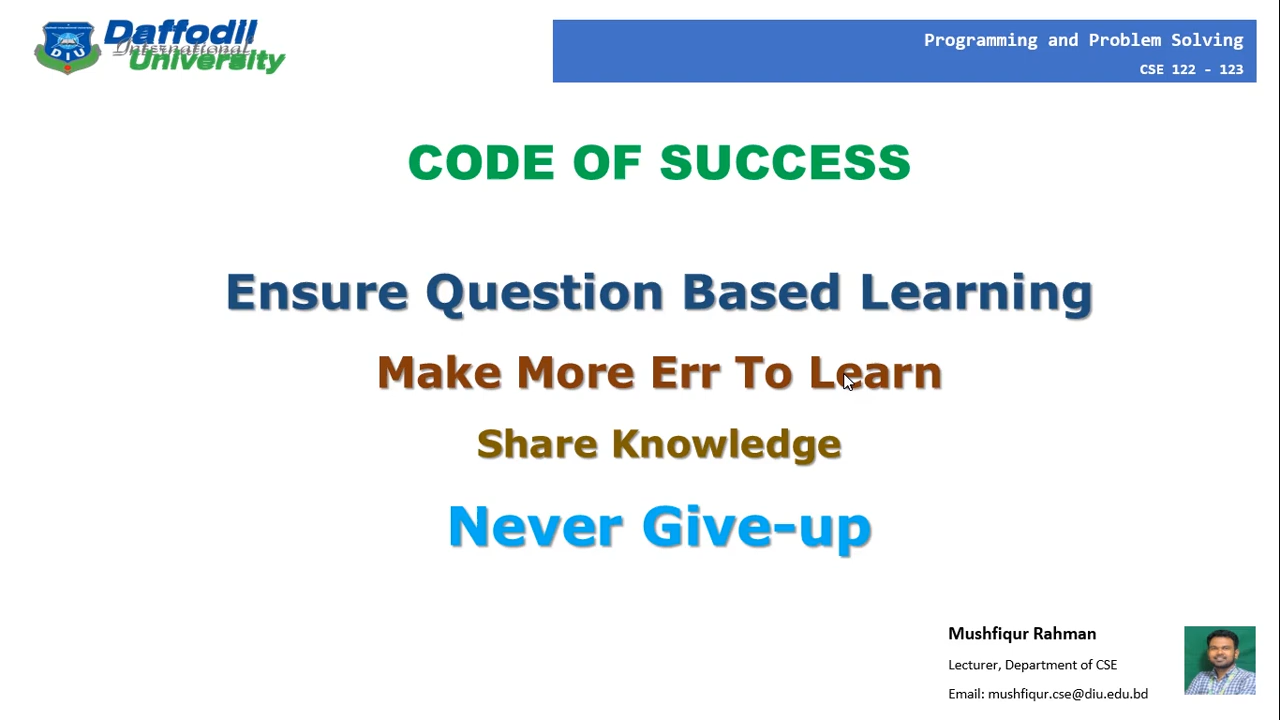 Daffodil
International
University
DIU
Programming and Problem Solving
CSE 122 - 123
CODE OF SUCCESS
Ensure Question Based Learning
Make More Err To Learn
Share Knowledge
Never Give-up
Mushfiqur Rahman
Lecturer, Department of CSE
Email: mushfiqur.cse@diu.edu.bd